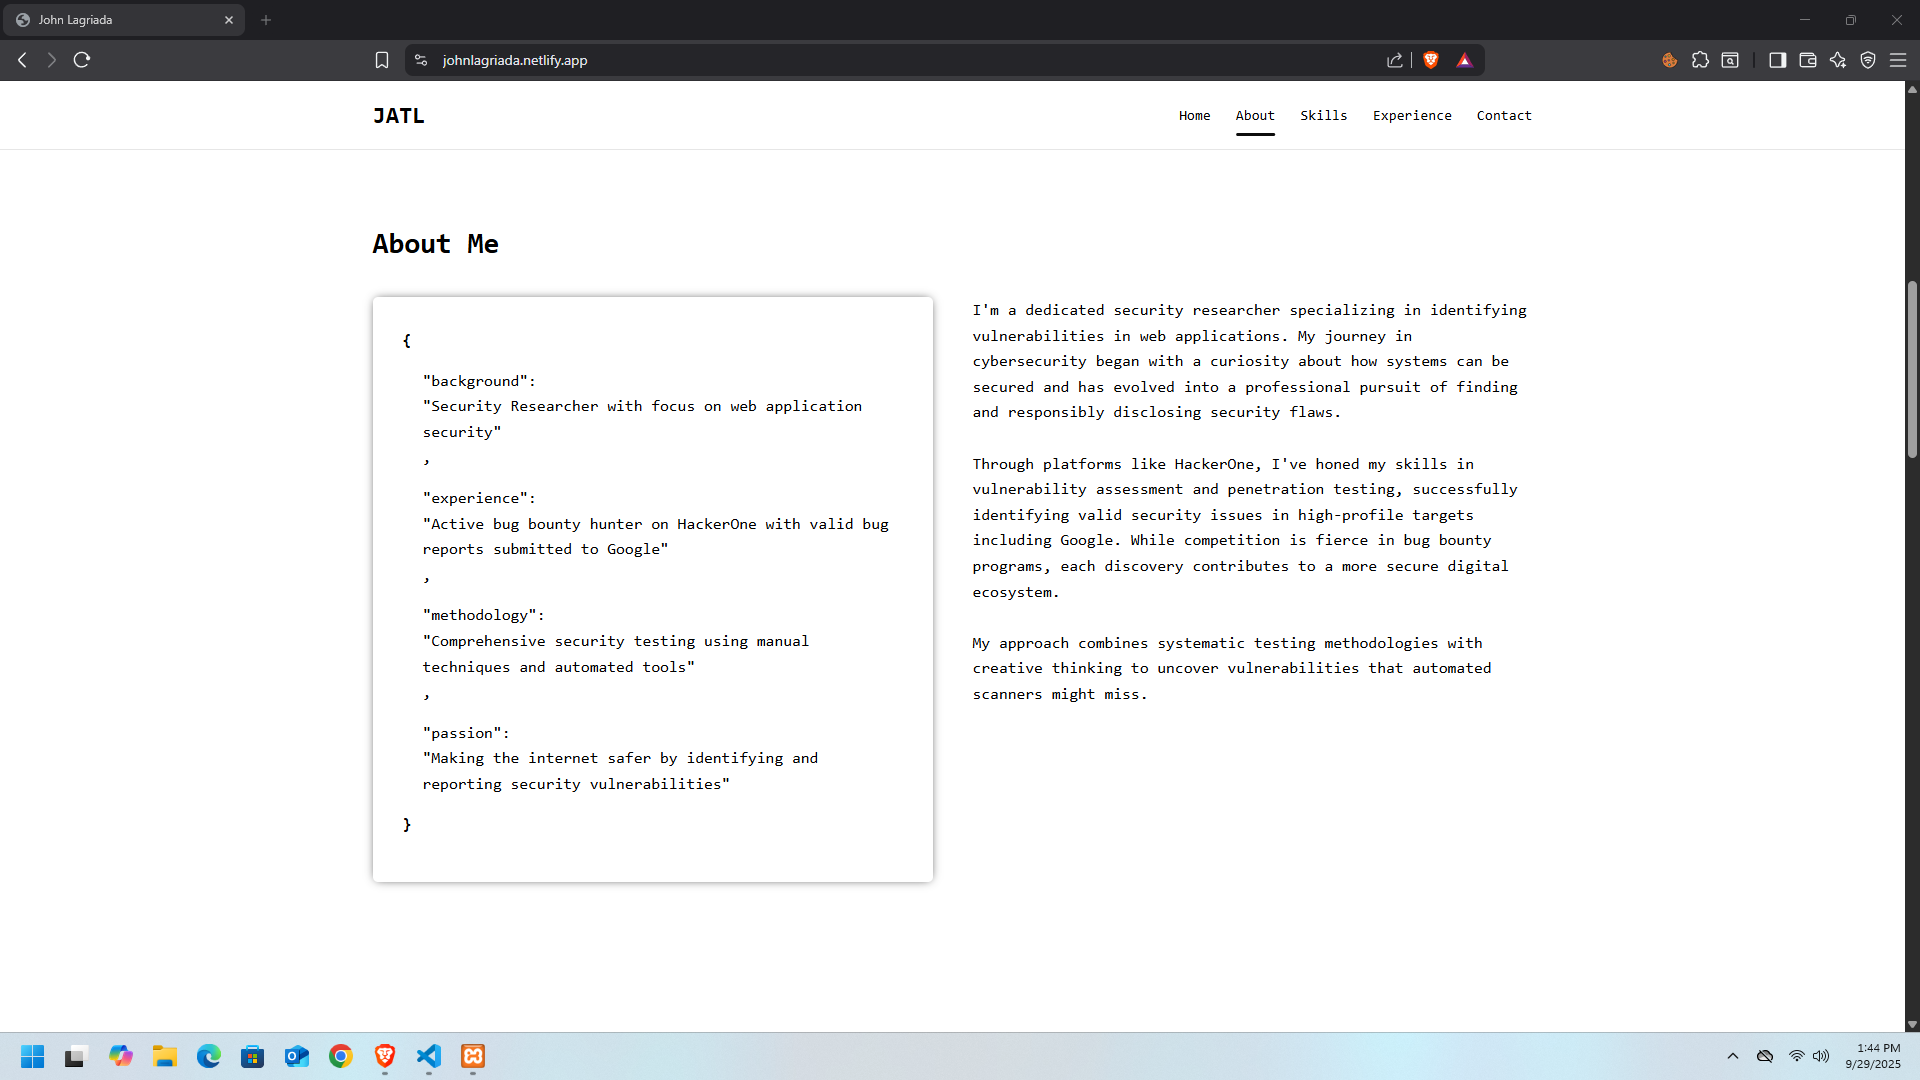 John Lagriada
johnlagriada.netlify.app
JATL
Home About Skills Experience Contact
About Me
{
"background":
"Security Researcher with focus on web application
security"
,
"experience":
"Active bug bounty hunter on HackerOne with valid bug
reports submitted to Google"
,
"methodology":
"Comprehensive security testing using manual
techniques and automated tools"
,
"passion":
"Making the internet safer by identifying and
reporting security vulnerabilities"
}
I'm a dedicated security researcher specializing in identifying
vulnerabilities in web applications. My journey in
cybersecurity began with a curiosity about how systems can be
secured and has evolved into a professional pursuit of finding
and responsibly disclosing security flaws.
Through platforms like HackerOne, I've honed my skills in
vulnerability assessment and penetration testing, successfully
identifying valid security issues in high-profile targets
including Google. While competition is fierce in bug bounty
programs, each discovery contributes to a more secure digital
ecosystem.
My approach combines systematic testing methodologies with
creative thinking to uncover vulnerabilities that automated
scanners might miss.
1:44 PM
9/29/2025